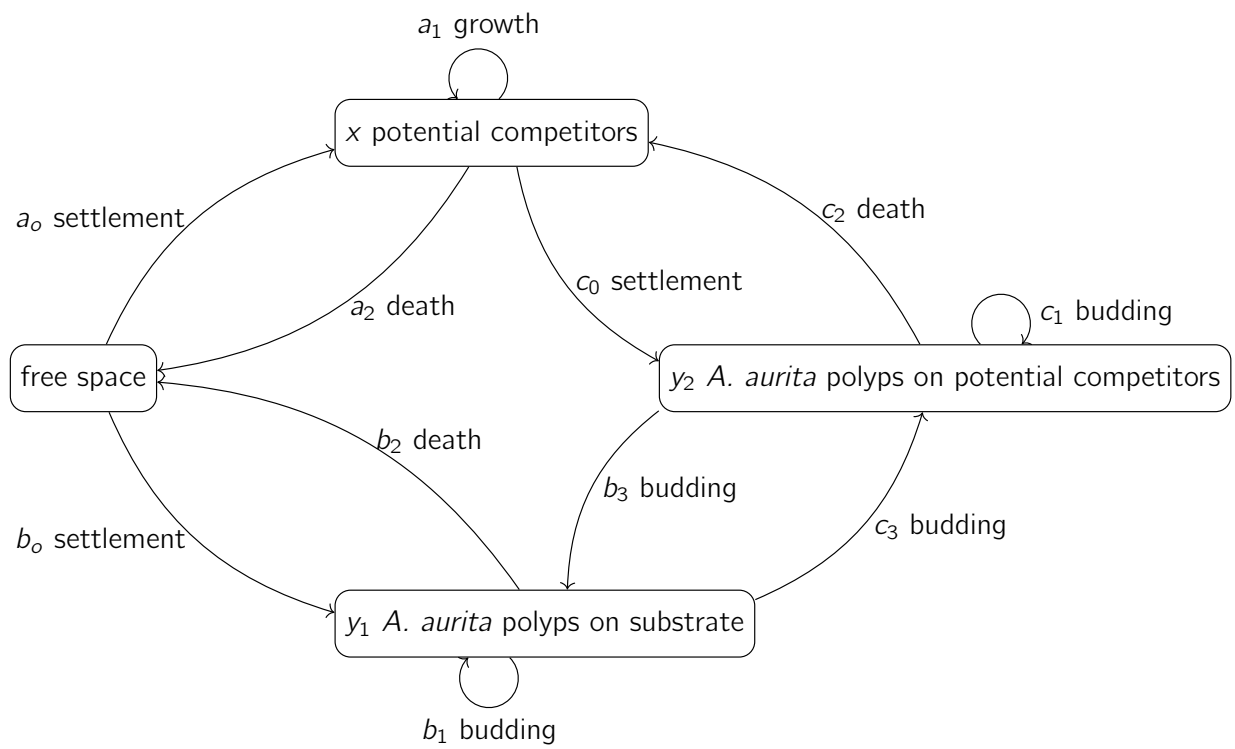 a₁ growth
x potential competitors
aₒ settlement
c₂ death
c₀ settlement
a₂ death
c₁ budding
free space
y₂ A. aurita polyps on potential competitors
b₂ death
b₃ budding
c₃ budding
bₒ settlement
y₁ A. aurita polyps on substrate
b₁ budding